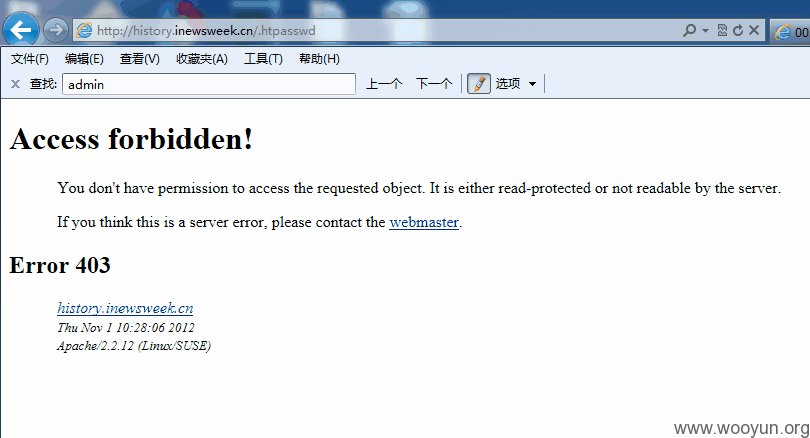 http://history.inewsweek.cn/.htpasswd
00
文件(F) 编辑(E) 查看(V) 收藏夹(A) 工具(T) 帮助(H)
x 查找: admin 上一个 下一个 选项
Access forbidden!
You don't have permission to access the requested object. It is either read-protected or not readable by the server.
If you think this is a server error, please contact the webmaster.
Error 403
history.inewsweek.cn
Thu Nov 1 10:28:06 2012
Apache/2.2.12 (Linux/SUSE)
www.wooyun.org